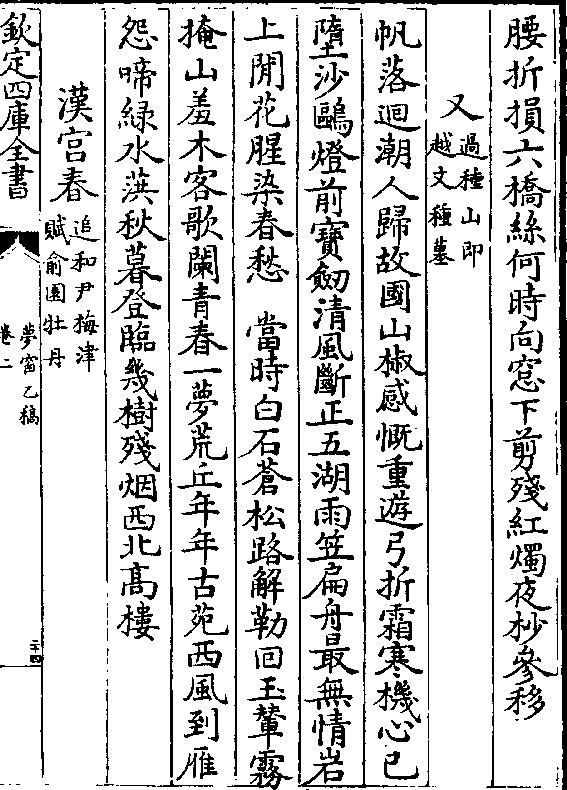 腰折損六橋絲何時向窓下剪殘紅燭夜杪參移
又過種山即
越文種墓
帆落迴潮人歸故國山椒感慨重遊弓折霜寒機心已
墮沙鷗燈前寶劒清風斷正五湖雨笠扁舟最無情岩
上閒花腥染春愁 當時白石蒼松路解勒回玉輦霧
掩山羞木客歌闌青春一夢荒丘年年古苑西風到雁
怨啼緑水葓秋暮登臨幾樹殘烟西北髙樓
漢宫春追和尹梅津
賦俞園牡丹
欽定四庫全書
夢窗乙稿
卷二
二十四